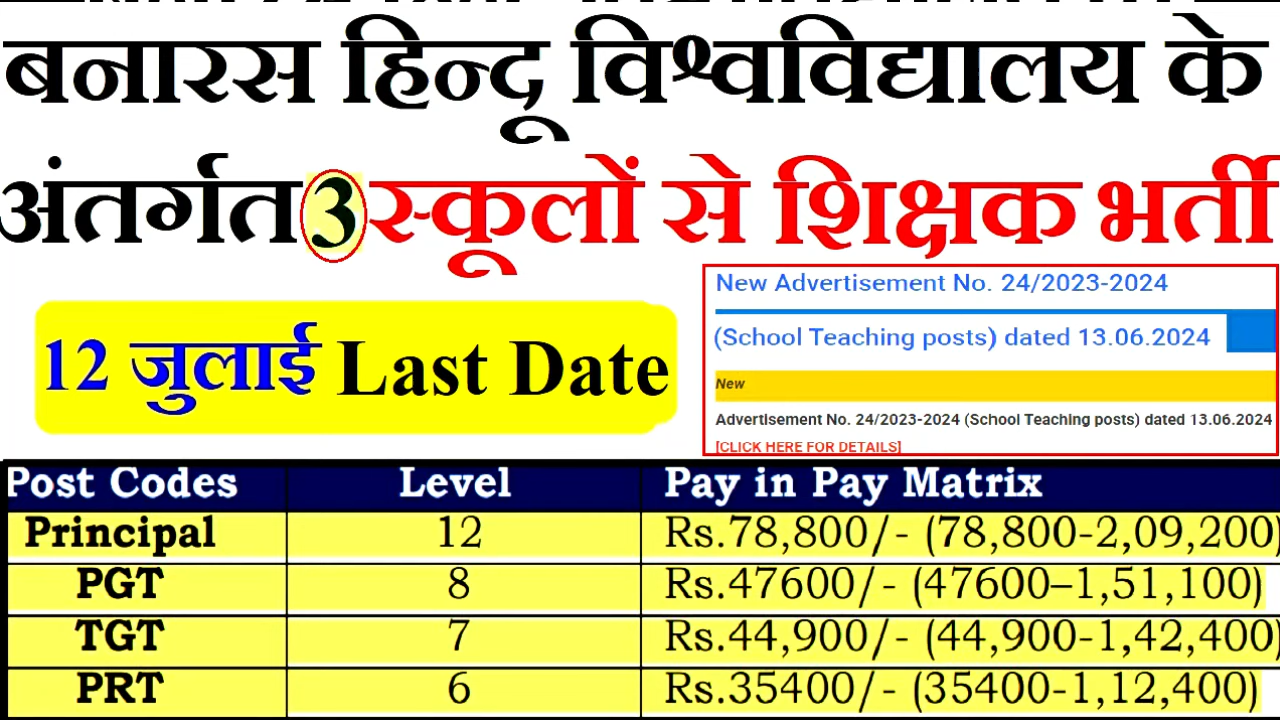 बनारस हिन्दू विश्वविद्यालय के
अंतर्गत 3 स्कूलों से शिक्षक भर्ती
12 जुलाई Last Date
New Advertisement No. 24/2023-2024
(School Teaching posts) dated 13.06.2024
New
Advertisement No. 24/2023-2024 (School Teaching posts) dated 13.06.2024
[CLICK HERE FOR DETAILS]
Post Codes Level Pay in Pay Matrix
Principal 12 Rs.78,800/- (78,800-2,09,200)
PGT 8 Rs.47600/- (47600–1,51,100)
TGT 7 Rs.44,900/- (44,900-1,42,400)
PRT 6 Rs.35400/- (35400-1,12,400)